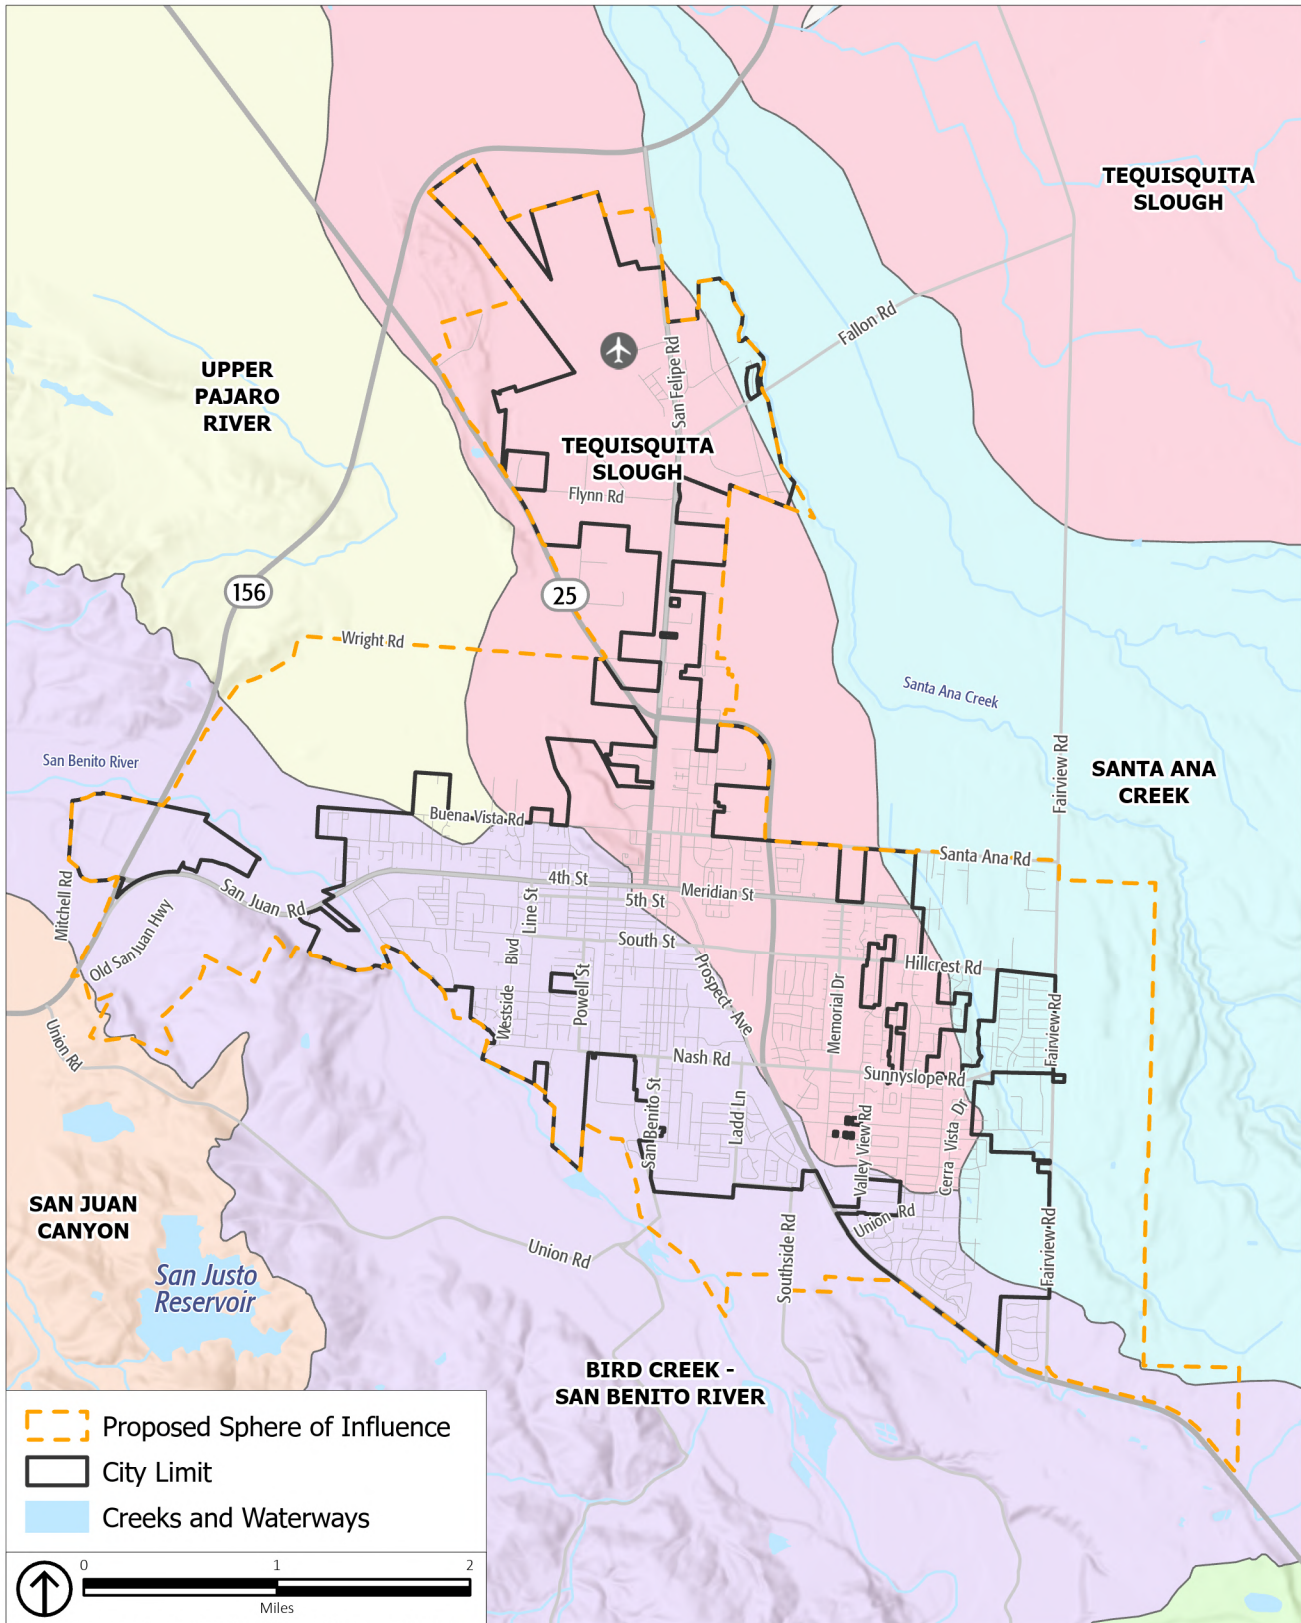 TEQUISQUITA
SLOUGH
Fallon Rd
San Felipe Rd
UPPER
PAJARO
RIVER
TEQUISQUITA
SLOUGH
Flynn Rd
156
25
Wright Rd
Santa Ana Creek
Fairview Rd
San Benito River
SANTA ANA
CREEK
Buena Vista Rd
Santa Ana Rd
4th St
Meridian St
5th St
San Juan Rd
Line St
Mitchell Rd
Old San Juan Hwy
South St
Westside Blvd
Powell St
Prospect Ave
Memorial Dr
Hillcrest Rd
Fairview Rd
Union Rd
Nash Rd
Sunnyslope Rd
San Benito St
Ladd Ln
Valley View Rd
Cerra Vista Dr
SAN JUAN
CANYON
San Justo
Reservoir
Union Rd
Union Rd
Southside Rd
Fairview Rd
BIRD CREEK -
SAN BENITO RIVER
Proposed Sphere of Influence
City Limit
Creeks and Waterways
0 1 2
Miles